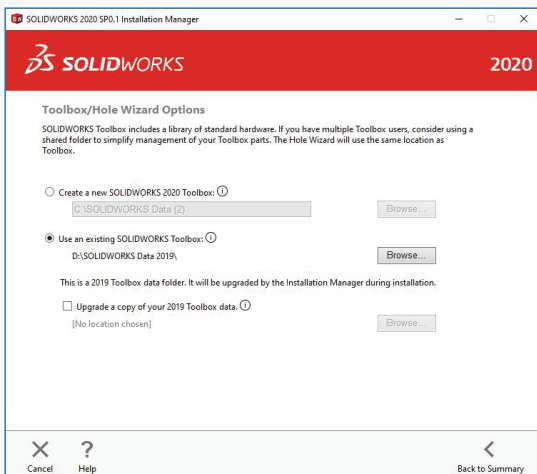 SOLIDWORKS 2020 SP0.1 Installation Manager
SOLIDWORKS
2020
Toolbox/Hole Wizard Options
SOLIDWORKS Toolbox includes a library of standard hardware. If you have multiple Toolbox users, consider using a
shared folder to simplify management of your Toolbox parts. The Hole Wizard will use the same location as
Toolbox.
Create a new SOLIDWORKS 2020 Toolbox:
C:\SOLIDWORKS Data (2)
Browse...
Use an existing SOLIDWORKS Toolbox:
D:\SOLIDWORKS Data 2019\
Browse...
This is a 2019 Toolbox data folder. It will be upgraded by the Installation Manager during installation.
Upgrade a copy of your 2019 Toolbox data.
[No location chosen]
Browse...
Cancel
Help
Back to Summary